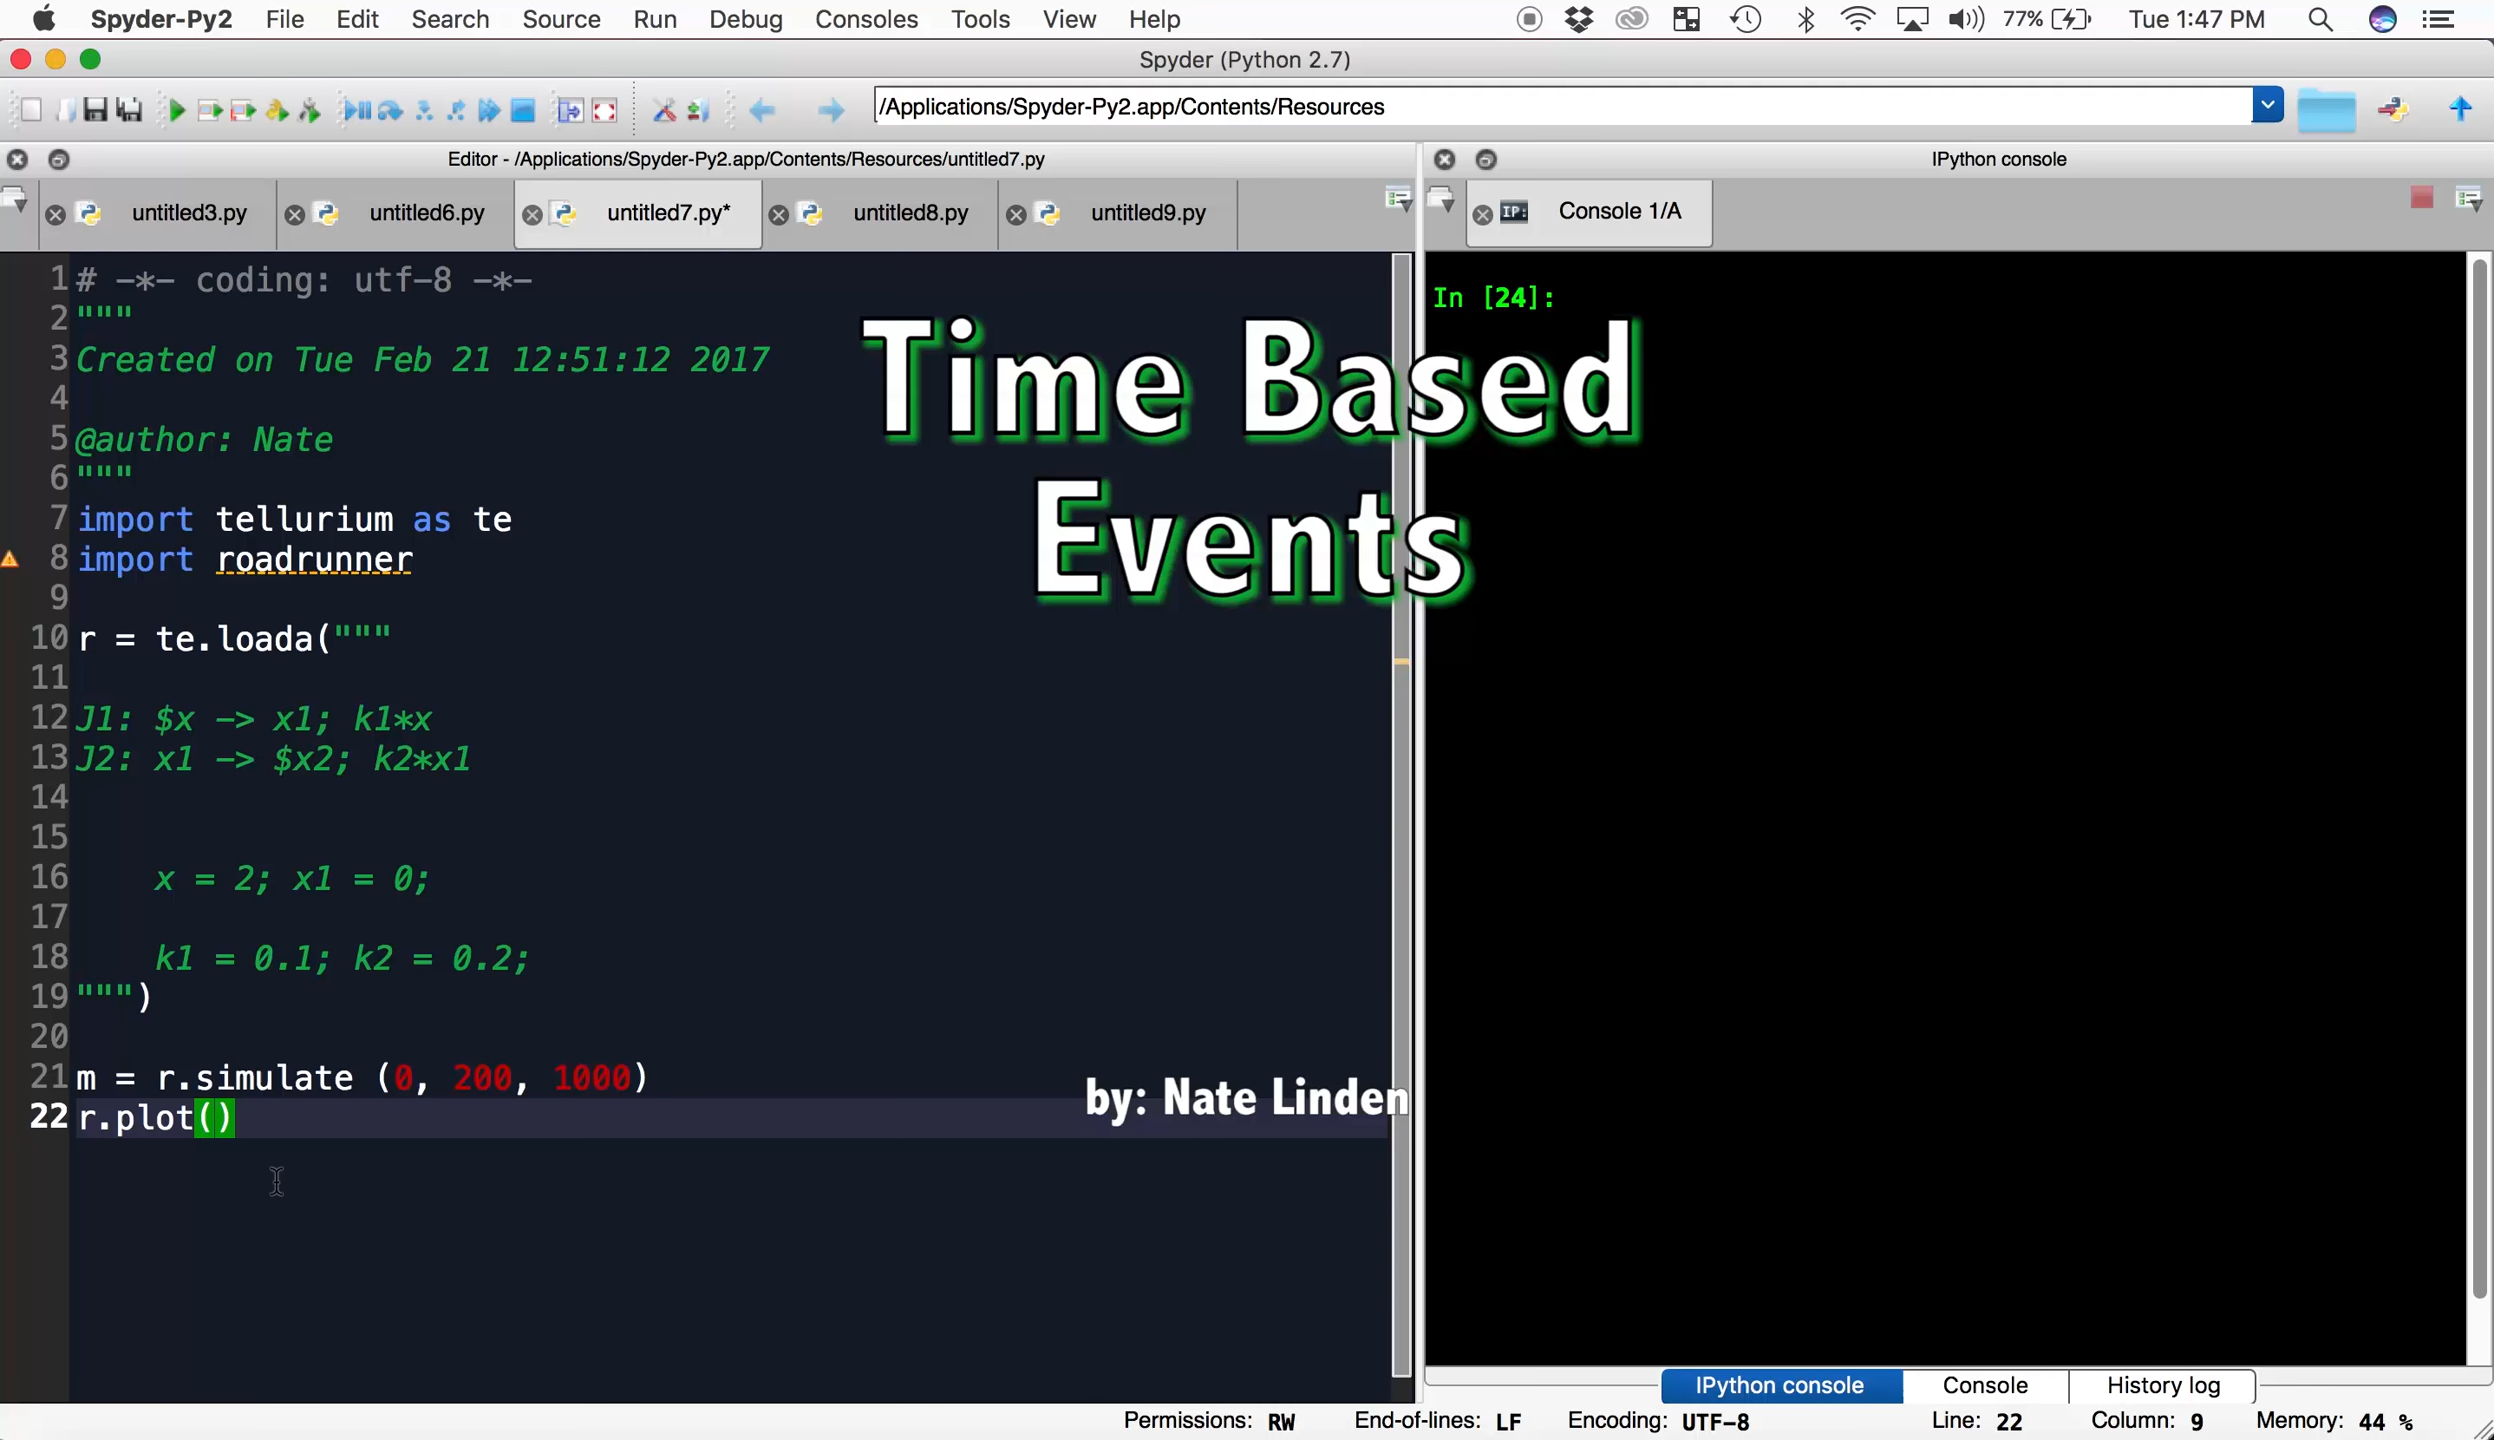 Spyder-Py2 File Edit Search Source Run Debug Consoles Tools View Help 77% Tue 1:47 PM
Spyder (Python 2.7)
/Applications/Spyder-Py2.app/Contents/Resources
Editor - /Applications/Spyder-Py2.app/Contents/Resources/untitled7.py
IPython console
untitled3.py untitled6.py untitled7.py* untitled8.py untitled9.py
IP: Console 1/A
1 # -*- coding: utf-8 -*-
2 """
3 Created on Tue Feb 21 12:51:12 2017
4
5 @author: Nate
6 """
7 import tellurium as te
8 import roadrunner
9
10 r = te.loada("""
11
12 J1: $x -> x1; k1*x
13 J2: x1 -> $x2; k2*x1
14
15
16 x = 2; x1 = 0;
17
18 k1 = 0.1; k2 = 0.2;
19 """)
20
21 m = r.simulate (0, 200, 1000)
22 r.plot()
In [24]:
Time Based
Events
by: Nate Linden
IPython console Console History log
Permissions: RW End-of-lines: LF Encoding: UTF-8 Line: 22 Column: 9 Memory: 44 %